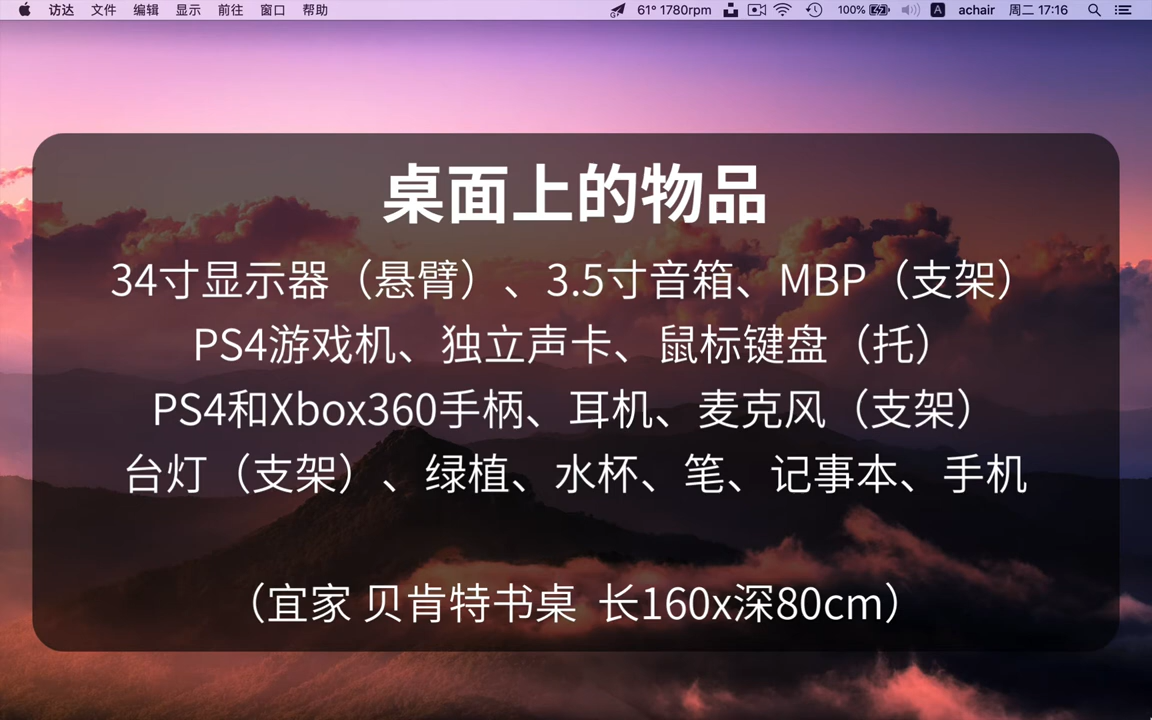 访达 文件 编辑 显示 前往 窗口 帮助 61° 1780rpm 100% A achair 周二 17:16
桌面上的物品
34寸显示器（悬臂）、3.5寸音箱、MBP（支架）
PS4游戏机、独立声卡、鼠标键盘（托）
PS4和Xbox360手柄、耳机、麦克风（支架）
台灯（支架）、绿植、水杯、笔、记事本、手机
（宜家 贝肯特书桌 长160x深80cm）